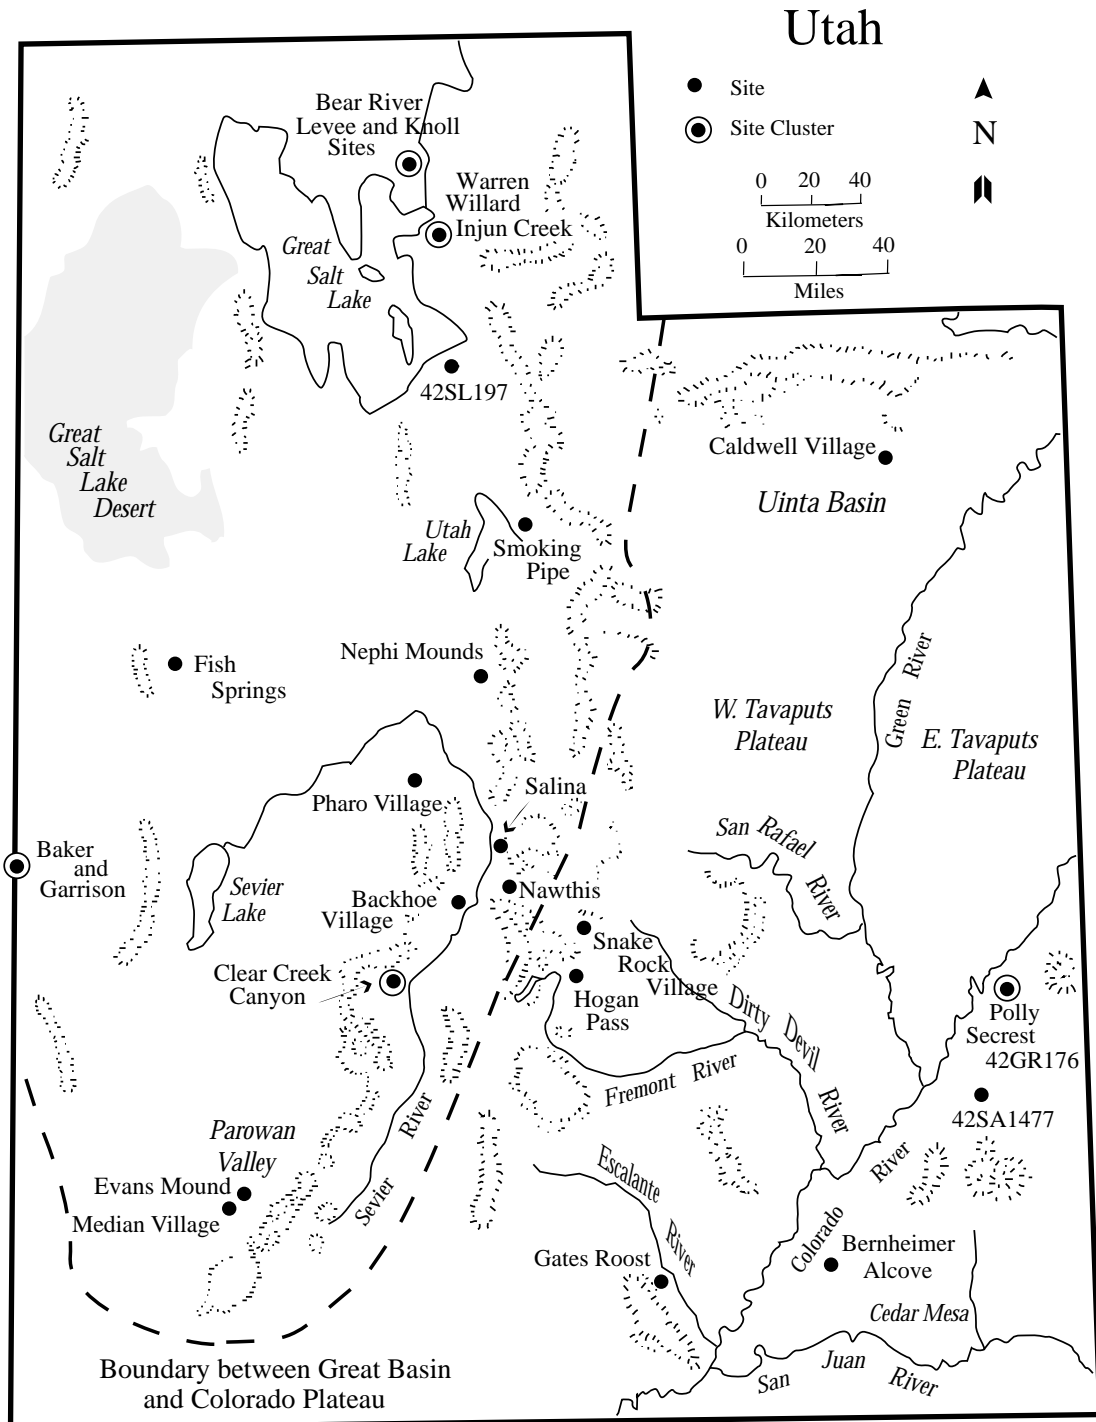 Utah
Site
Site Cluster
N
0 20 40
Kilometers
0 20 40
Miles
Bear River
Levee and Knoll
Sites
Warren
Willard
Injun Creek
Great
Salt
Lake
42SL197
Great
Salt
Lake
Desert
Caldwell Village
Uinta Basin
Utah
Lake
Smoking
Pipe
Fish
Springs
Nephi Mounds
Green River
W. Tavaputs
Plateau
E. Tavaputs
Plateau
Pharo Village
Salina
San Rafael
River
Baker
and
Garrison
Sevier
Lake
Backhoe
Village
Nawthis
Snake
Rock
Village
Clear Creek
Canyon
Hogan
Pass
Dirty Devil
River
Polly
Secrest
42GR176
Fremont River
42SA1477
Parowan
Valley
Sevier River
Evans Mound
Median Village
Escalante
River
Colorado River
Gates Roost
Bernheimer
Alcove
Cedar Mesa
San Juan River
Boundary between Great Basin
and Colorado Plateau